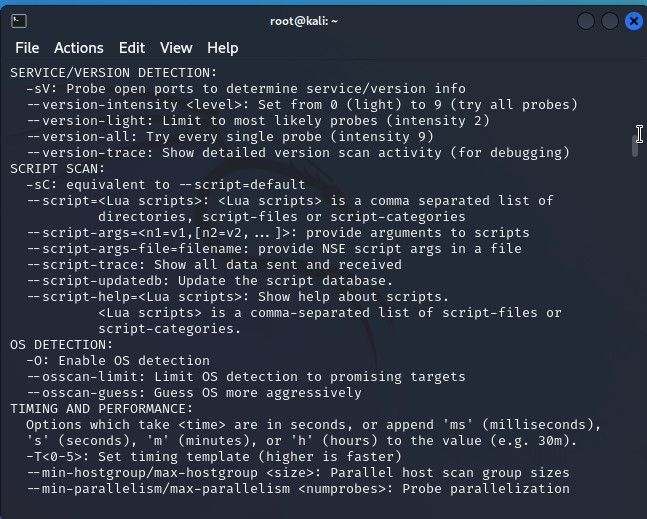 root@kali: ~
File Actions Edit View Help
SERVICE/VERSION DETECTION:
-sV: Probe open ports to determine service/version info
--version-intensity <level>: Set from 0 (light) to 9 (try all probes)
--version-light: Limit to most likely probes (intensity 2)
--version-all: Try every single probe (intensity 9)
--version-trace: Show detailed version scan activity (for debugging)
SCRIPT SCAN:
-sC: equivalent to --script=default
--script=<Lua scripts>: <Lua scripts> is a comma separated list of
directories, script-files or script-categories
--script-args=<n1=v1,[n2=v2,...]>: provide arguments to scripts
--script-args-file=filename: provide NSE script args in a file
--script-trace: Show all data sent and received
--script-updatedb: Update the script database.
--script-help=<Lua scripts>: Show help about scripts.
<Lua scripts> is a comma-separated list of script-files or
script-categories.
OS DETECTION:
-O: Enable OS detection
--osscan-limit: Limit OS detection to promising targets
--osscan-guess: Guess OS more aggressively
TIMING AND PERFORMANCE:
Options which take <time> are in seconds, or append 'ms' (milliseconds),
's' (seconds), 'm' (minutes), or 'h' (hours) to the value (e.g. 30m).
-T<0-5>: Set timing template (higher is faster)
--min-hostgroup/max-hostgroup <size>: Parallel host scan group sizes
--min-parallelism/max-parallelism <numprobes>: Probe parallelization